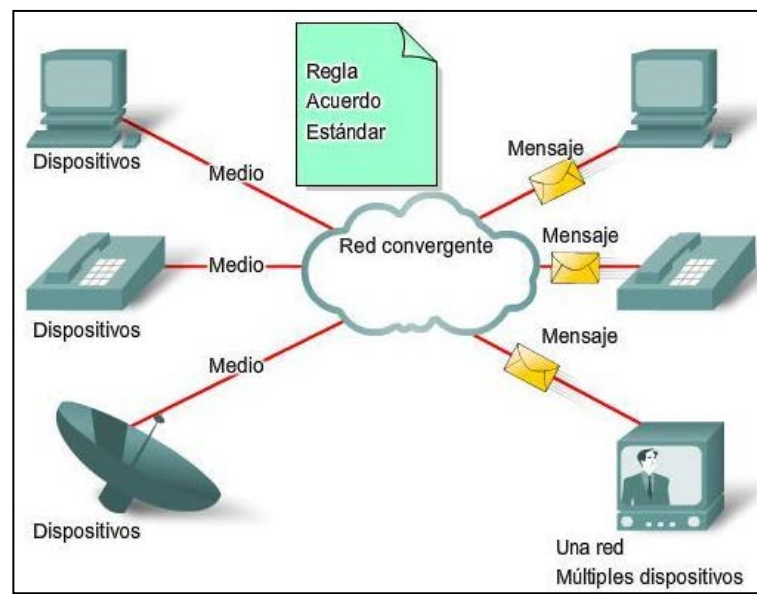 Regla
Acuerdo
Estándar
Dispositivos
Medio
Mensaje
Red convergente
Medio
Mensaje
Dispositivos
Medio
Mensaje
Dispositivos
Una red
Múltiples dispositivos